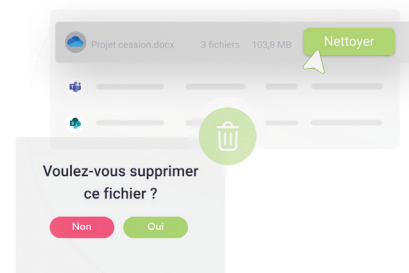 Projet cession.docx 3 fichiers 103,8 MB Nettoyer
Voulez-vous supprimer
ce fichier ?
Non Oui